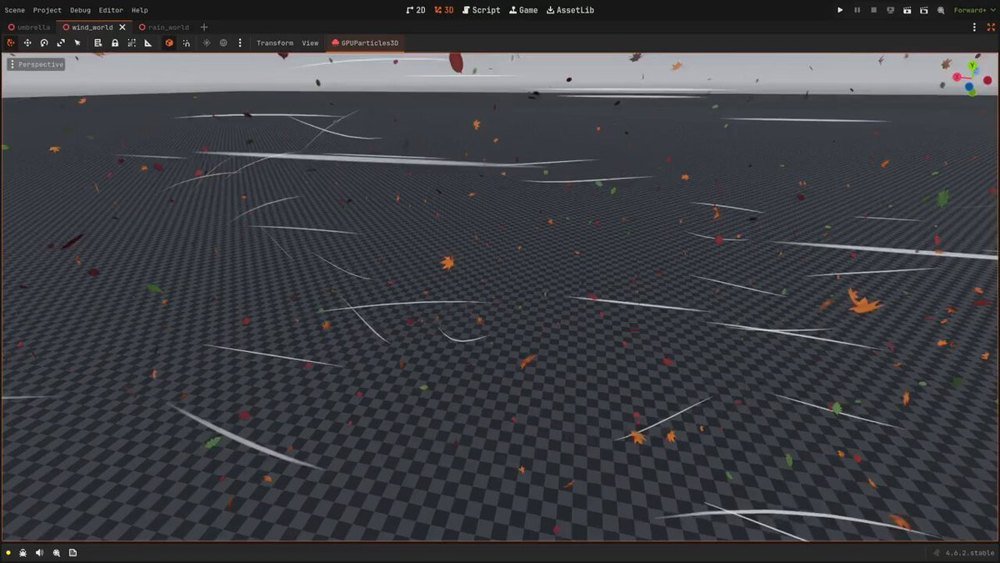 Scene Project Debug Editor Help 2D 3D Script Game AssetLib Forward+
umbrella wind_world rain_world
Transform View GPUParticles3D
Perspective
Y
4.6.2.stable